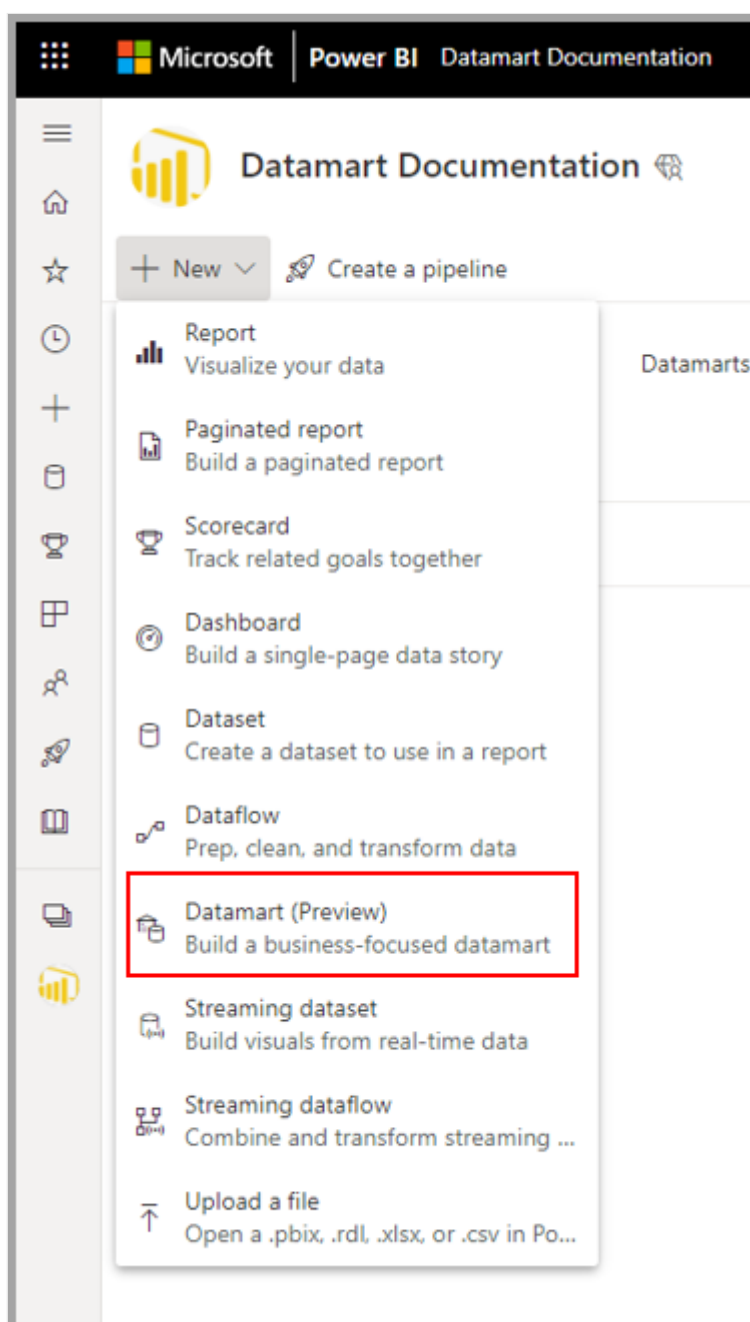 Microsoft Power BI Datamart Documentation
Datamart Documentation
New Create a pipeline
Report
Visualize your data
Datamarts
Paginated report
Build a paginated report
Scorecard
Track related goals together
Dashboard
Build a single-page data story
Dataset
Create a dataset to use in a report
Dataflow
Prep, clean, and transform data
Datamart (Preview)
Build a business-focused datamart
Streaming dataset
Build visuals from real-time data
Streaming dataflow
Combine and transform streaming ...
Upload a file
Open a .pbix, .rdl, .xlsx, or .csv in Po...